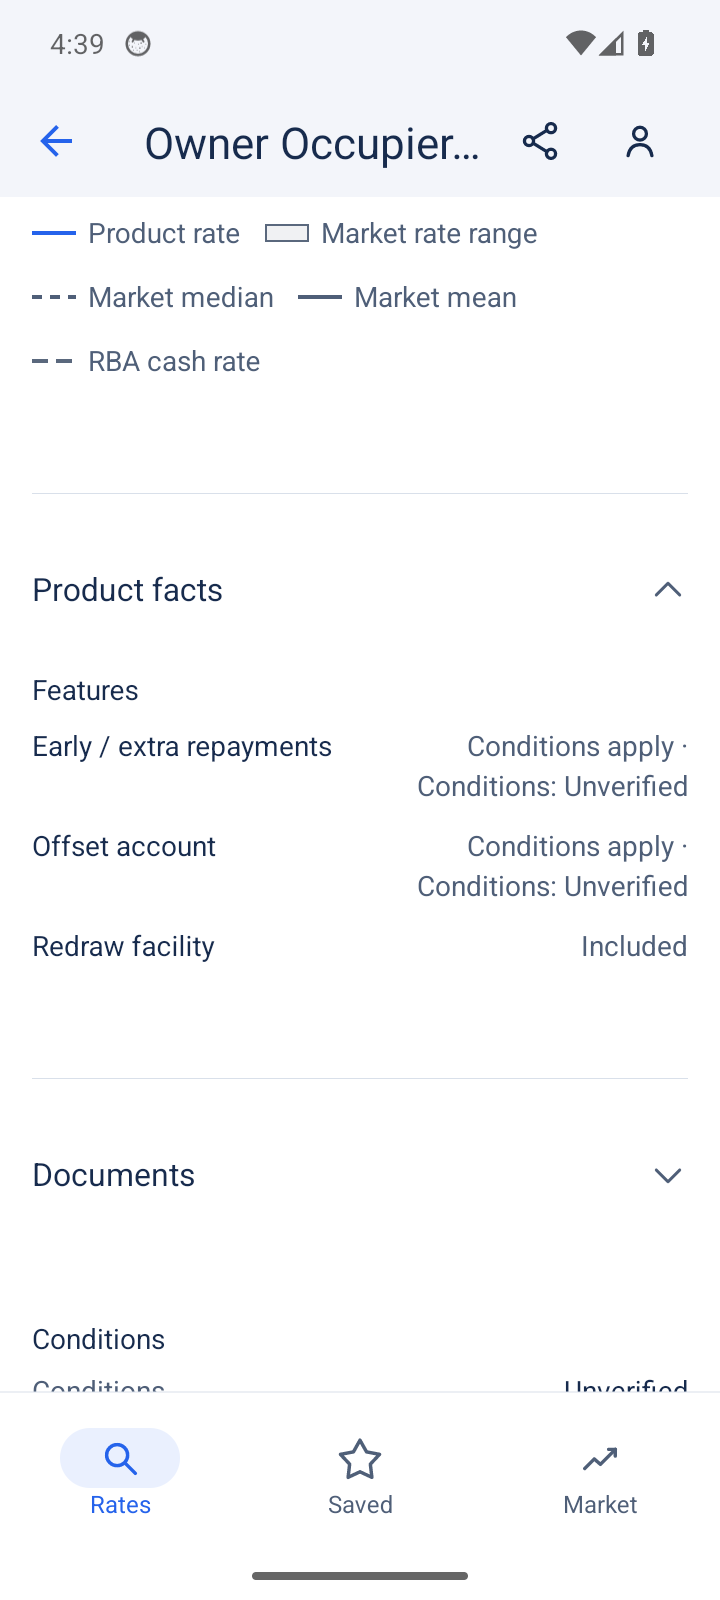 4:39
Owner Occupier...
Product rate Market rate range
Market median Market mean
RBA cash rate
Product facts
Features
Early / extra repayments Conditions apply ·
Conditions: Unverified
Offset account Conditions apply ·
Conditions: Unverified
Redraw facility Included
Documents
Conditions
Conditions Unverified
Rates Saved Market